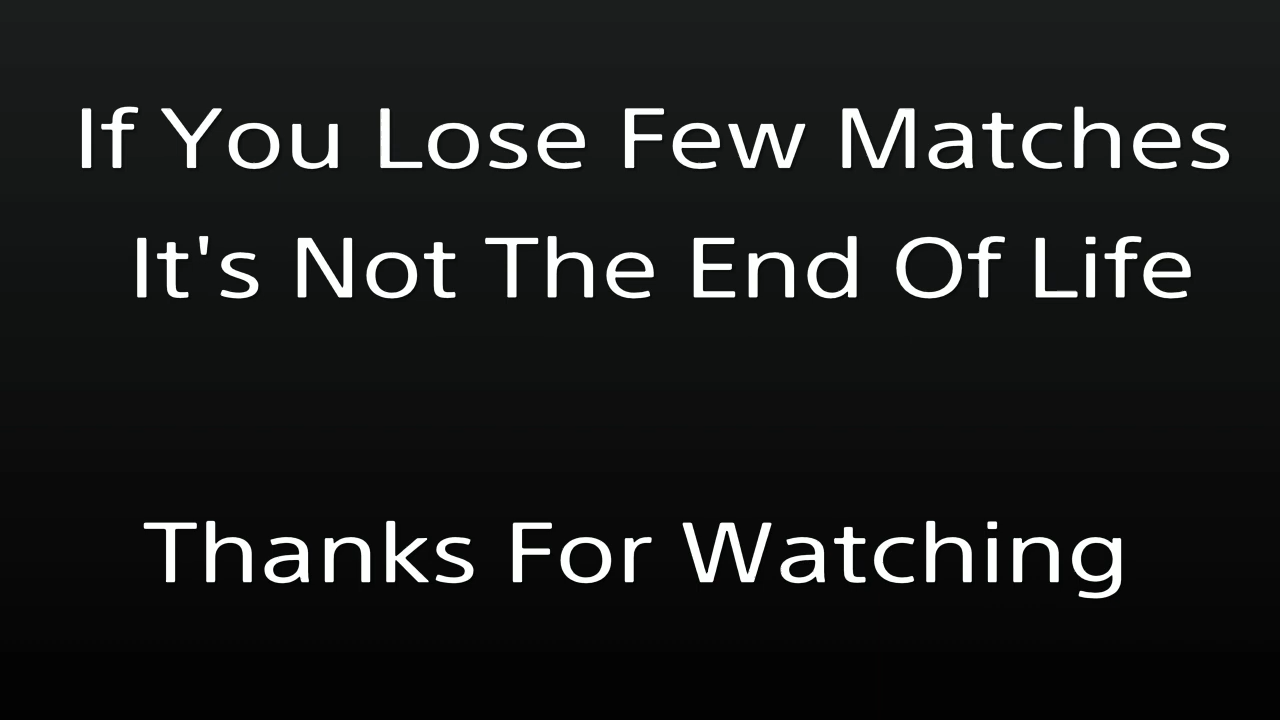 If You Lose Few Matches
It's Not The End Of Life
Thanks For Watching